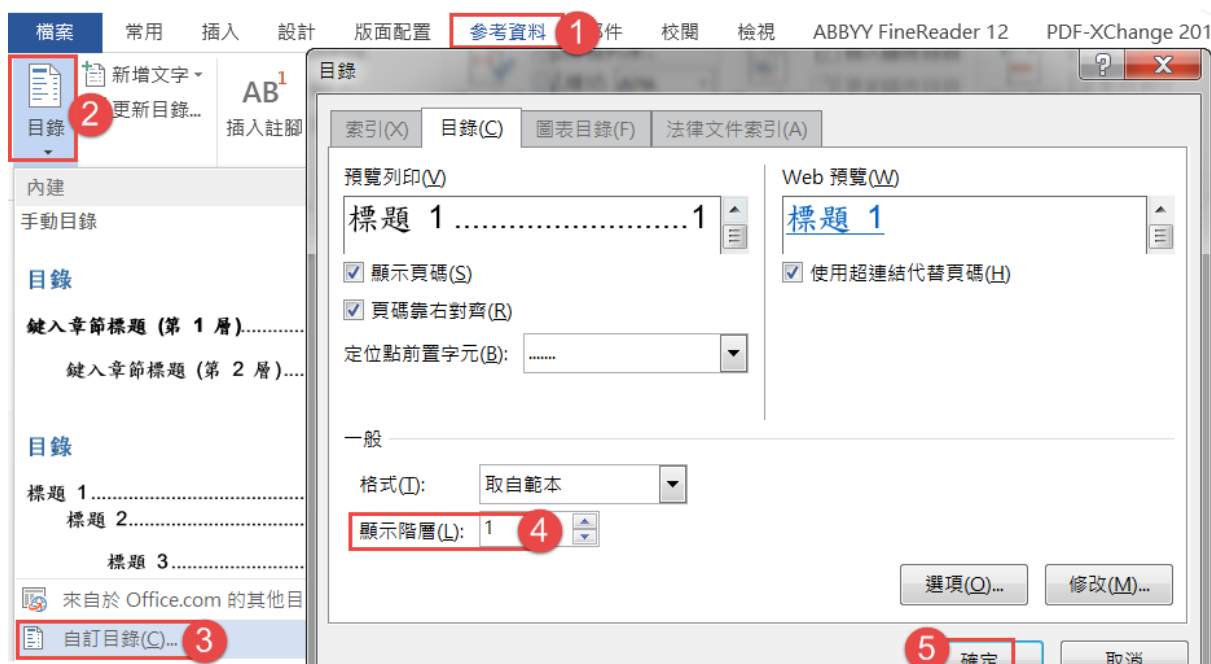 檔案 常用 插入 設計 版面配置 參考資料 1 件 校閱 檢視 ABBYY FineReader 12 PDF-XChange 201
目錄
2
新增文字
更新目錄...
AB1
插入註腳
內建
手動目錄
目錄
鍵入章節標題 (第 1 層)............
鍵入章節標題 (第 2 層)....
目錄
標題 1...................................
標題 2.............................
標題 3......................
來自於 Office.com 的其他目
自訂目錄(C)... 3
目錄
? X
索引(X) 目錄(C) 圖表目錄(F) 法律文件索引(A)
預覽列印(V)
標題 1..............................1
顯示頁碼(S)
頁碼靠右對齊(R)
定位點前置字元(B): .......
Web 預覽(W)
標題 1
使用超連結代替頁碼(H)
一般
格式(T): 取自範本
顯示階層(L): 1 4
選項(O)... 修改(M)...
5 確定 取消